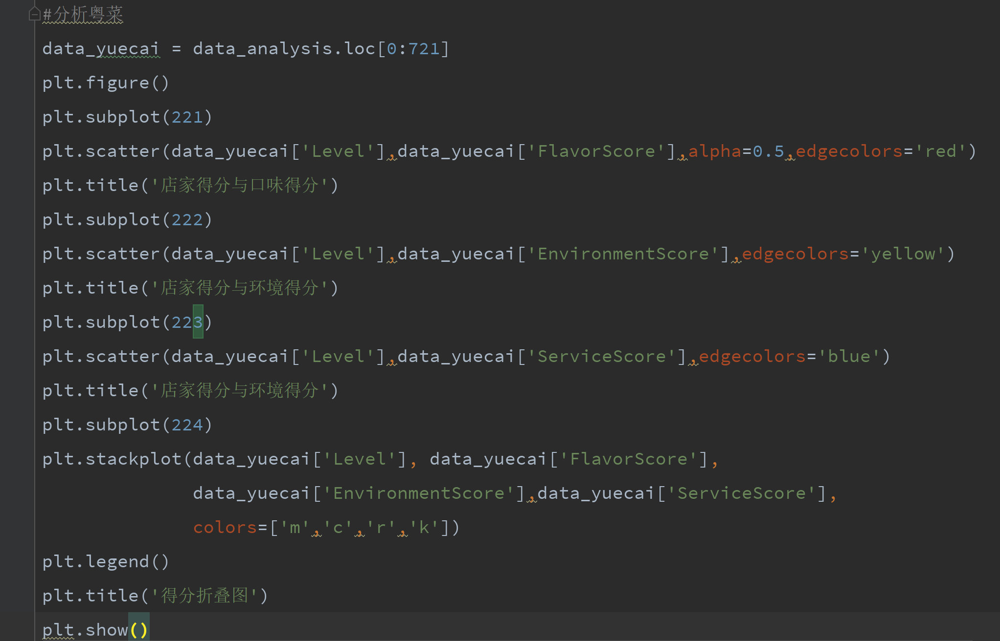 #分析粤菜
data_yuecai = data_analysis.loc[0:721]
plt.figure()
plt.subplot(221)
plt.scatter(data_yuecai['Level'],data_yuecai['FlavorScore'],alpha=0.5,edgecolors='red')
plt.title('店家得分与口味得分')
plt.subplot(222)
plt.scatter(data_yuecai['Level'],data_yuecai['EnvironmentScore'],edgecolors='yellow')
plt.title('店家得分与环境得分')
plt.subplot(223)
plt.scatter(data_yuecai['Level'],data_yuecai['ServiceScore'],edgecolors='blue')
plt.title('店家得分与环境得分')
plt.subplot(224)
plt.stackplot(data_yuecai['Level'], data_yuecai['FlavorScore'],
              data_yuecai['EnvironmentScore'],data_yuecai['ServiceScore'],
              colors=['m','c','r','k'])
plt.legend()
plt.title('得分折叠图')
plt.show()